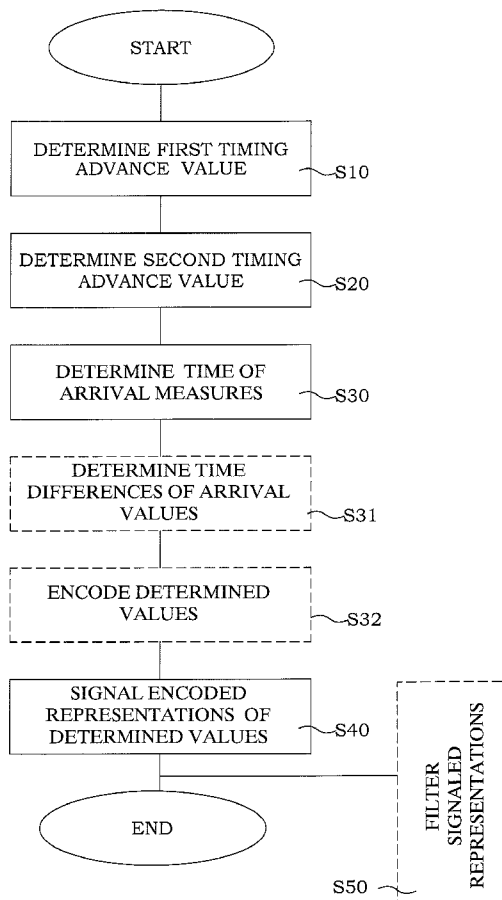 START
DETERMINE FIRST TIMING
ADVANCE VALUE
S10
DETERMINE SECOND TIMING
ADVANCE VALUE
S20
DETERMINE TIME OF
ARRIVAL MEASURES
S30
DETERMINE TIME
DIFFERENCES OF ARRIVAL
VALUES
S31
ENCODE DETERMINED
VALUES
S32
SIGNAL ENCODED
REPRESENTATIONS OF
DETERMINED VALUES
S40
END
FILTER
SIGNALED
REPRESENTATIONS
S50